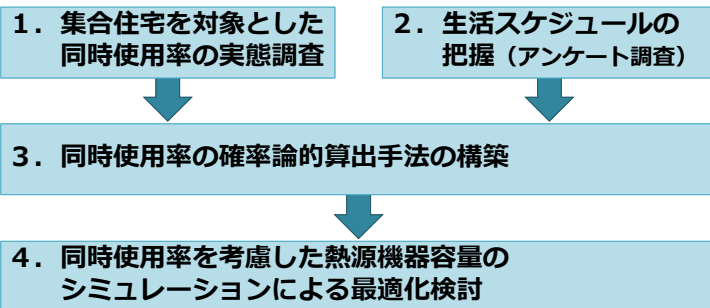 1．集合住宅を対象とした
同時使用率の実態調査
2．生活スケジュールの
把握（アンケート調査）
3．同時使用率の確率論的算出手法の構築
4．同時使用率を考慮した熱源機器容量の
シミュレーションによる最適化検討